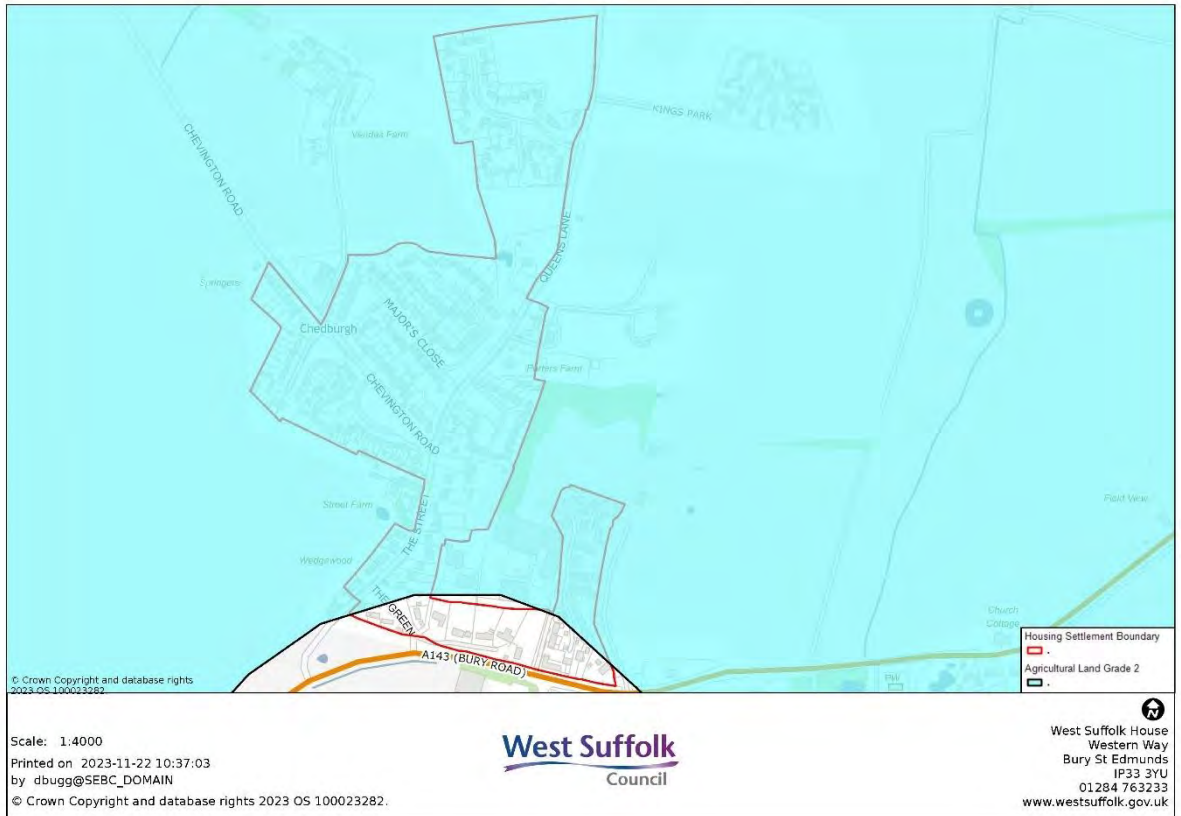 KINGS PARK
Veridas Farm
CHEVINGTON ROAD
QUEENS LANE
Springers
Chedburgh
MAJOR'S CLOSE
Potters Farm
CHEVINGTON ROAD
Field View
Street Farm
THE STREET
Wedgewood
THE GREEN
Church
Cottage
A143 (BURY ROAD)
PW
Housing Settlement Boundary
.
Agricultural Land Grade 2
.
© Crown Copyright and database rights
2023 OS 100023282.
Scale: 1:4000
Printed on 2023-11-22 10:37:03
by dbugg@SEBC_DOMAIN
© Crown Copyright and database rights 2023 OS 100023282.
West Suffolk
Council
N
West Suffolk House
Western Way
Bury St Edmunds
IP33 3YU
01284 763233
www.westsuffolk.gov.uk